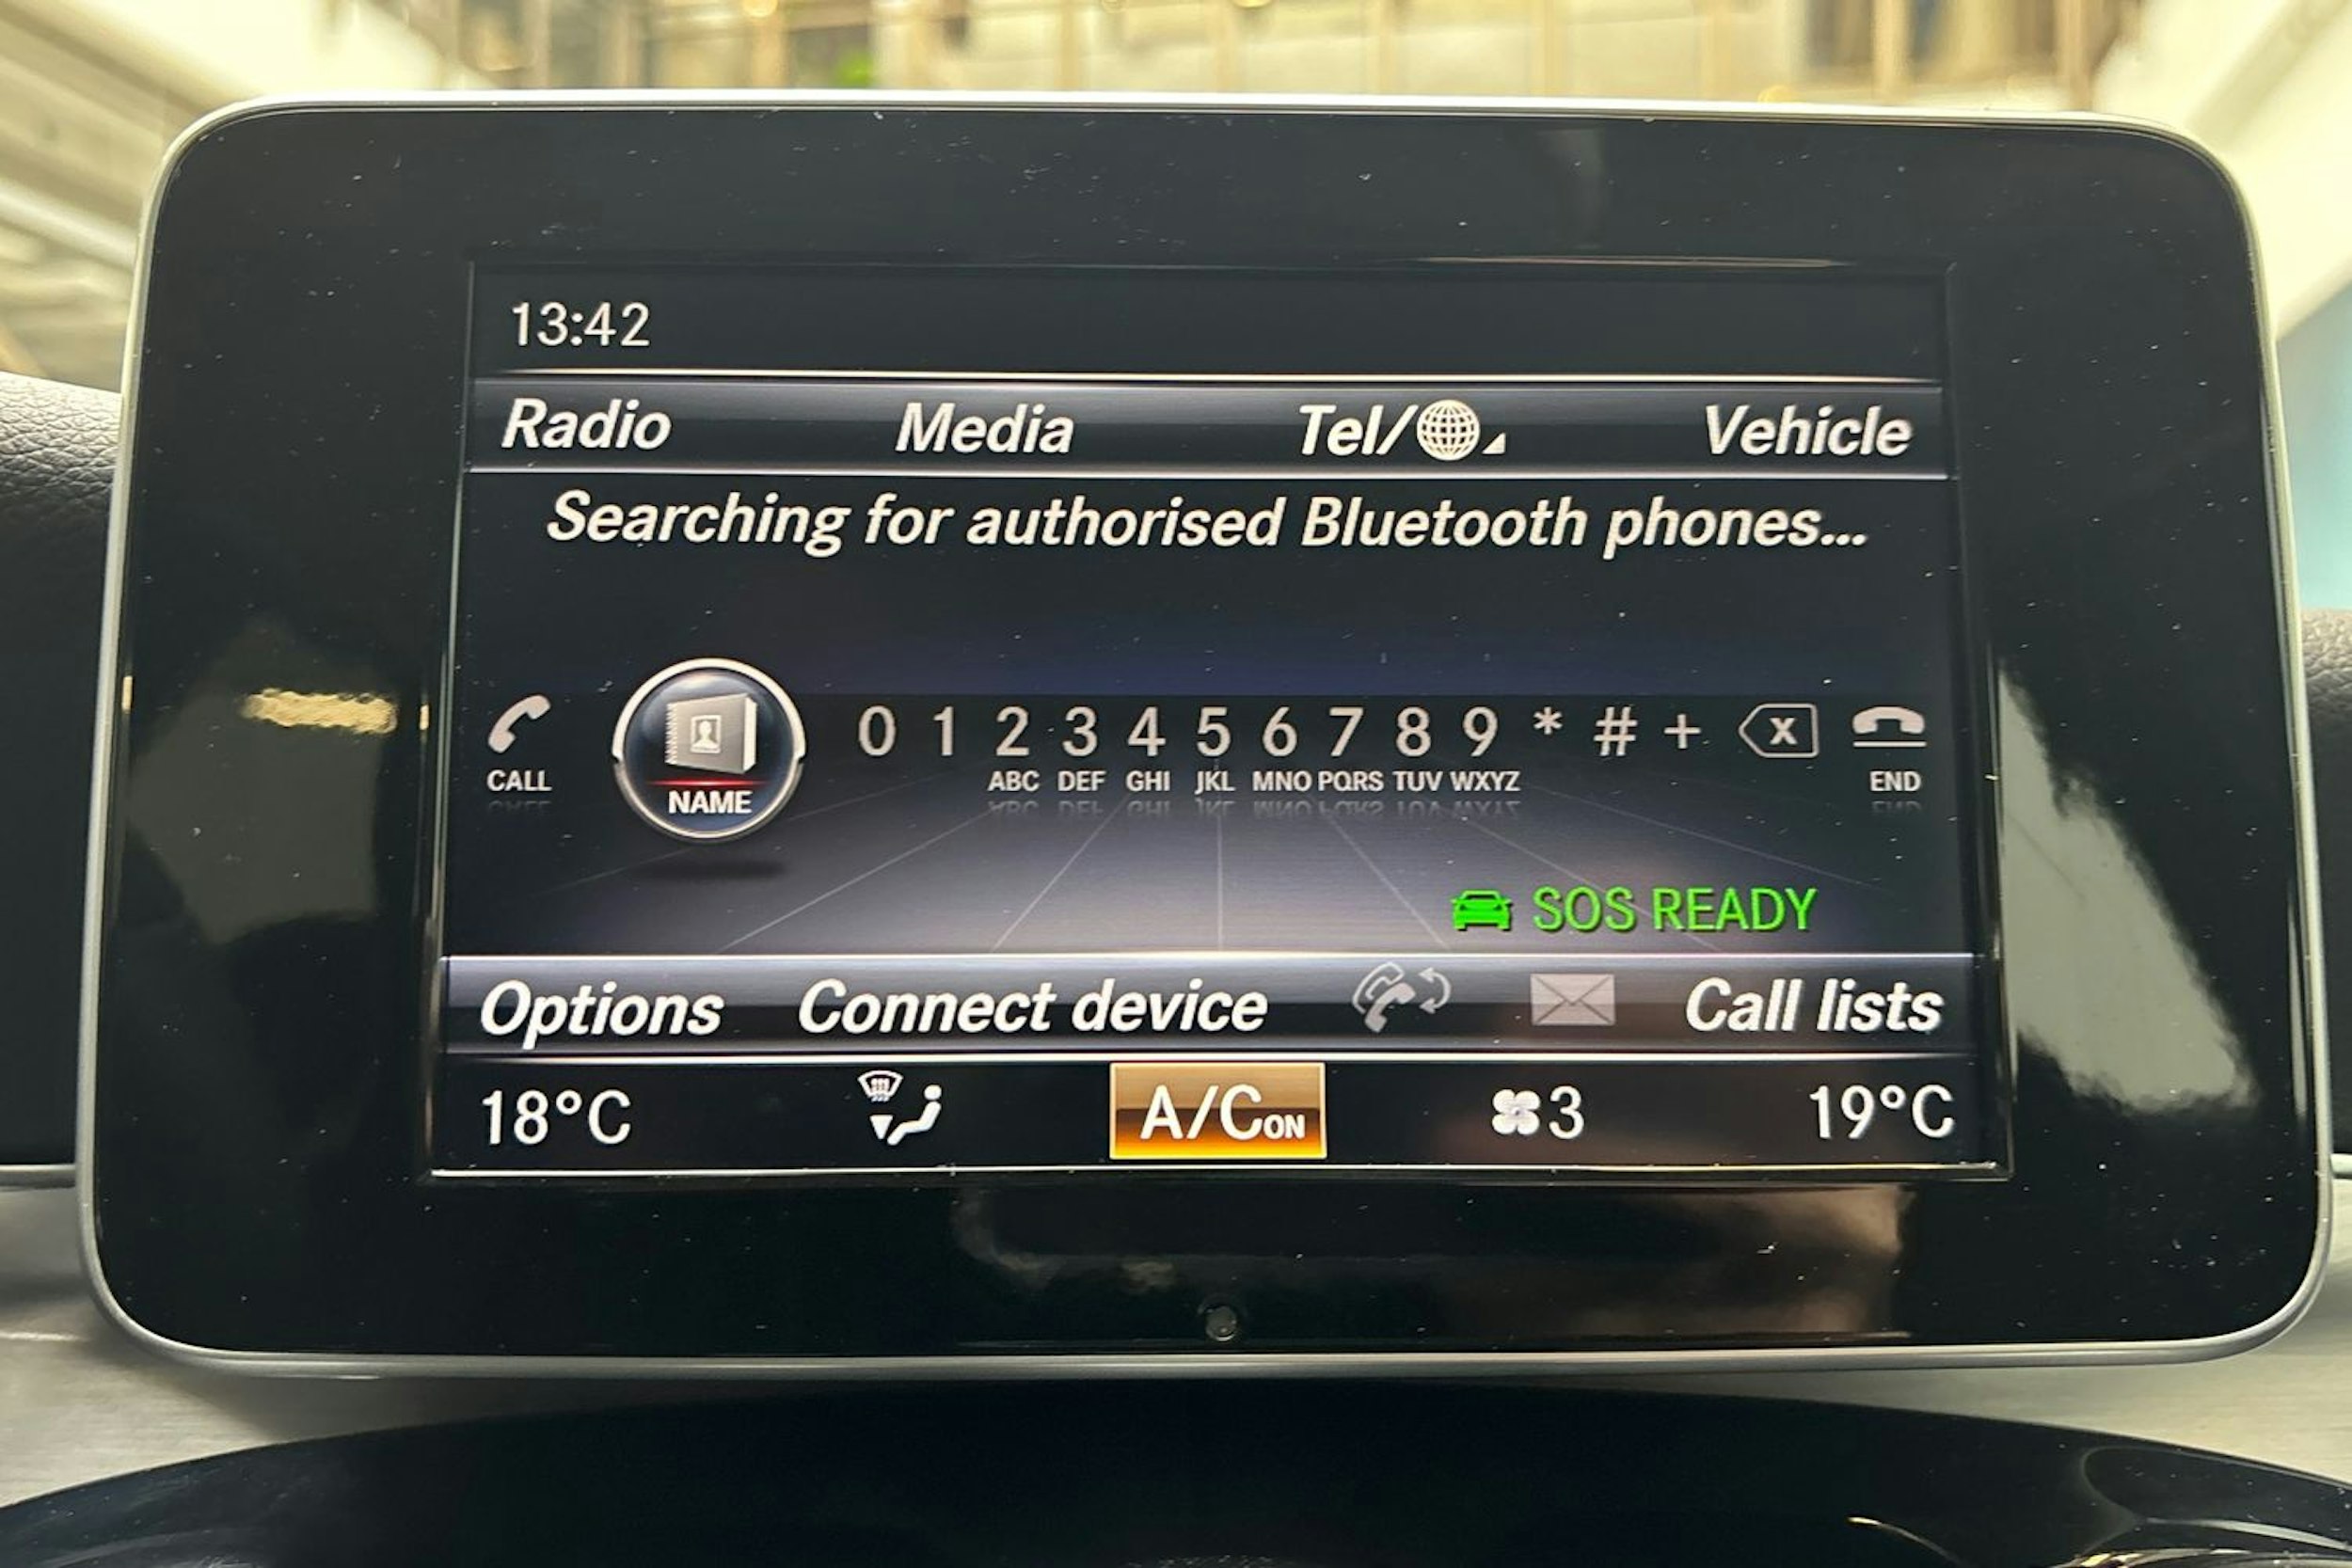 13:42
Radio Media Tel/ Vehicle
Searching for authorised Bluetooth phones...
0 1 2 3 4 5 6 7 8 9 * # + X
CALL NAME ABC DEF GHI JKL MNO PQRS TUV WXYZ END
SOS READY
Options Connect device Call lists
18°C A/C ON 3 19°C